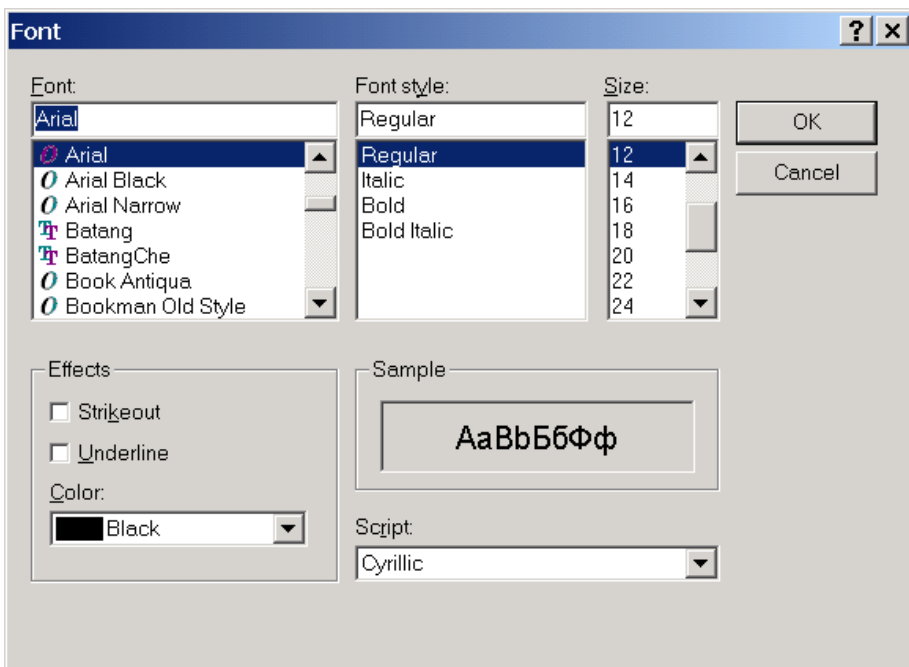 Font
Font:
Arial
Arial
Arial Black
Arial Narrow
Batang
BatangChe
Book Antiqua
Bookman Old Style
Font style:
Regular
Regular
Italic
Bold
Bold Italic
Size:
12
12
14
16
18
20
22
24
OK
Cancel
Effects
Strikeout
Underline
Color:
Black
Sample
AaBbБбФф
Script:
Cyrillic